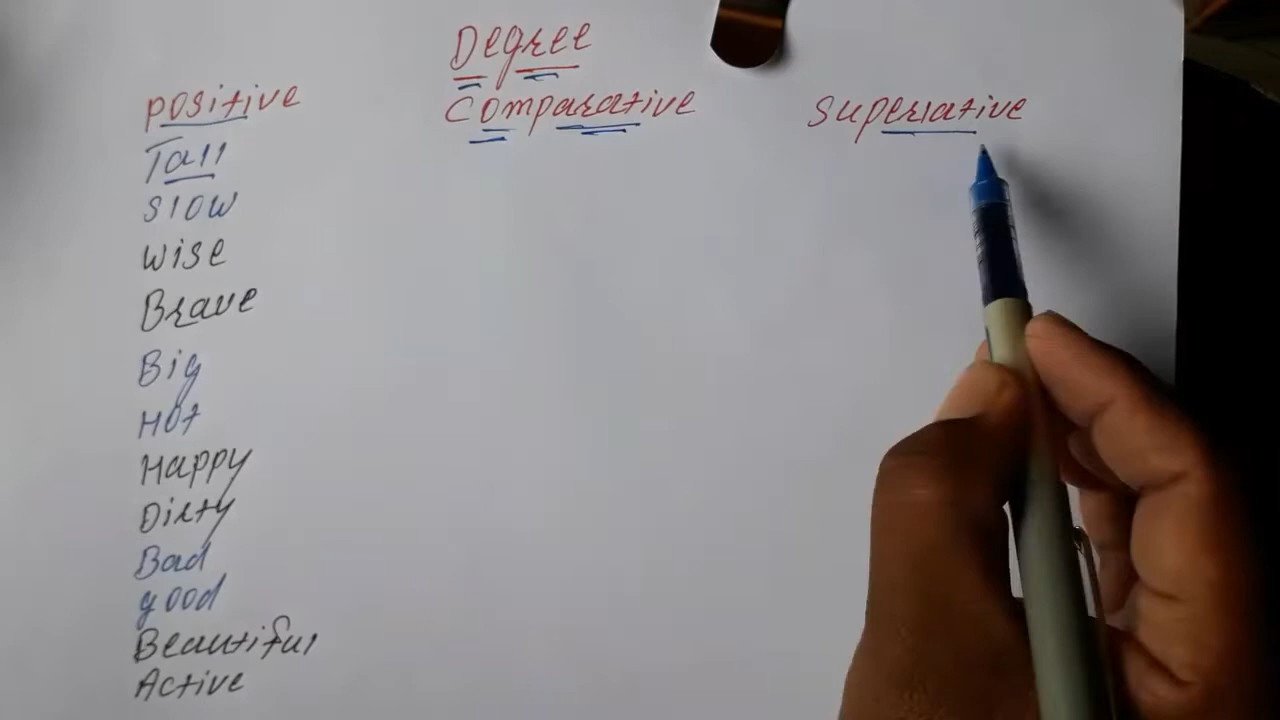 Degree
Positive Comparative Superlative
Tall
Slow
Wise
Brave
Big
Hot
Happy
Dirty
Bad
good
Beautiful
Active